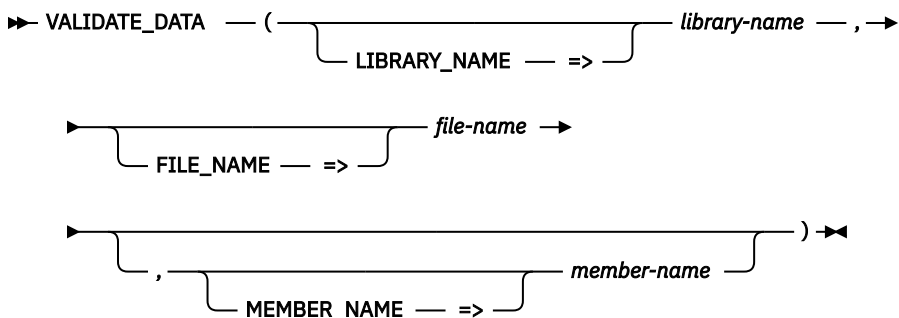 VALIDATE_DATA ( library-name ,
LIBRARY_NAME =>
file-name
FILE_NAME =>
)
, member-name
MEMBER_NAME =>